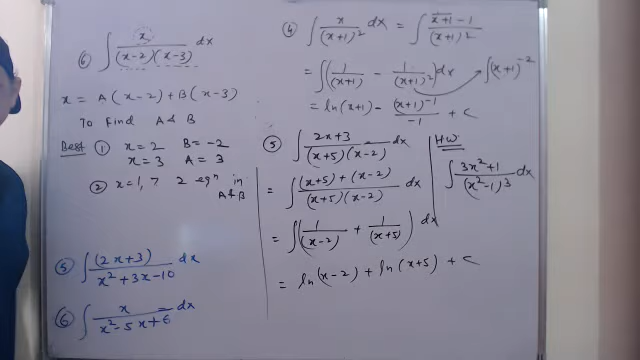 ⑥ ∫ x / (x-2)(x-3) dx
x = A(x-2) + B(x-3)
To Find A & B
Best ① x=2 B=-2
x=3 A=3
② x=1, 7 2 eqn in A & B
⑤ ∫ (2x+3) / x²+3x-10 dx
⑥ ∫ x / x²-5x+6 dx
④ ∫ x / (x+1)² dx = ∫ x+1-1 / (x+1)²
= ∫ ( 1/(x+1) - 1/(x+1)² ) dx ∫(x+1)⁻²
= ln(x+1) - (x+1)⁻¹ / -1 + c
⑤ ∫ 2x+3 / (x+5)(x-2) dx
= ∫ (x+5)+(x-2) / (x+5)(x-2) dx
= ∫ ( 1/(x-2) + 1/(x+5) ) dx
= ln(x-2) + ln(x+5) + c
HW
∫ 3x²+1 / (x²-1)³ dx